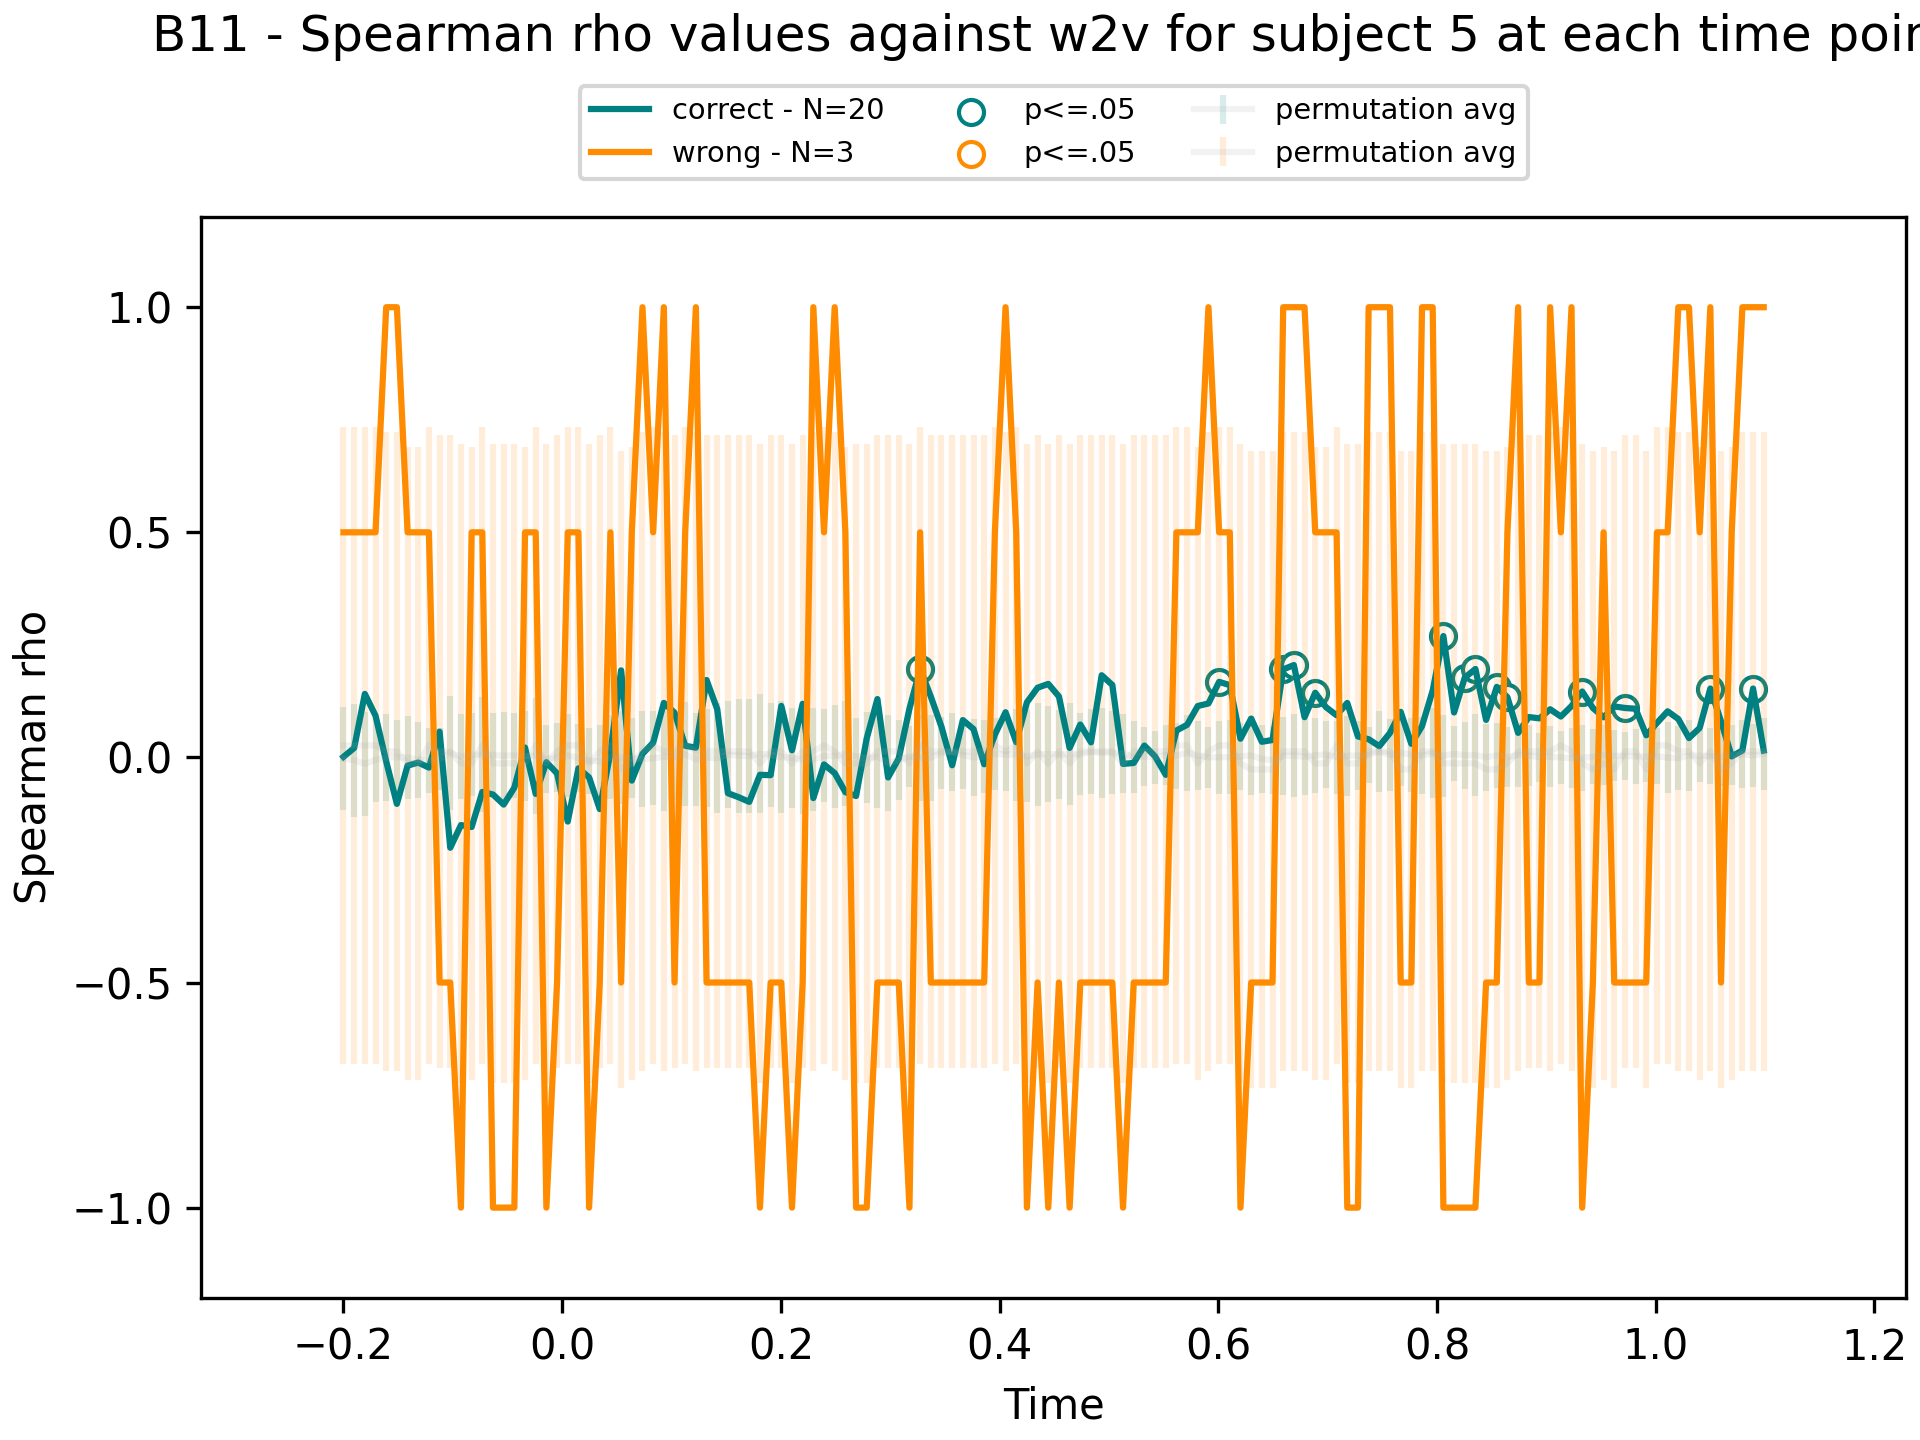 B11 - Spearman rho values against w2v for subject 5 at each time
correct - N=20 p<=.05 permutation avg
wrong - N=3 p<=.05 permutation avg
1.0
0.5
0.0
−0.5
−1.0
Spearman rho
−0.2 0.0 0.2 0.4 0.6 0.8 1.0 1.2
Time